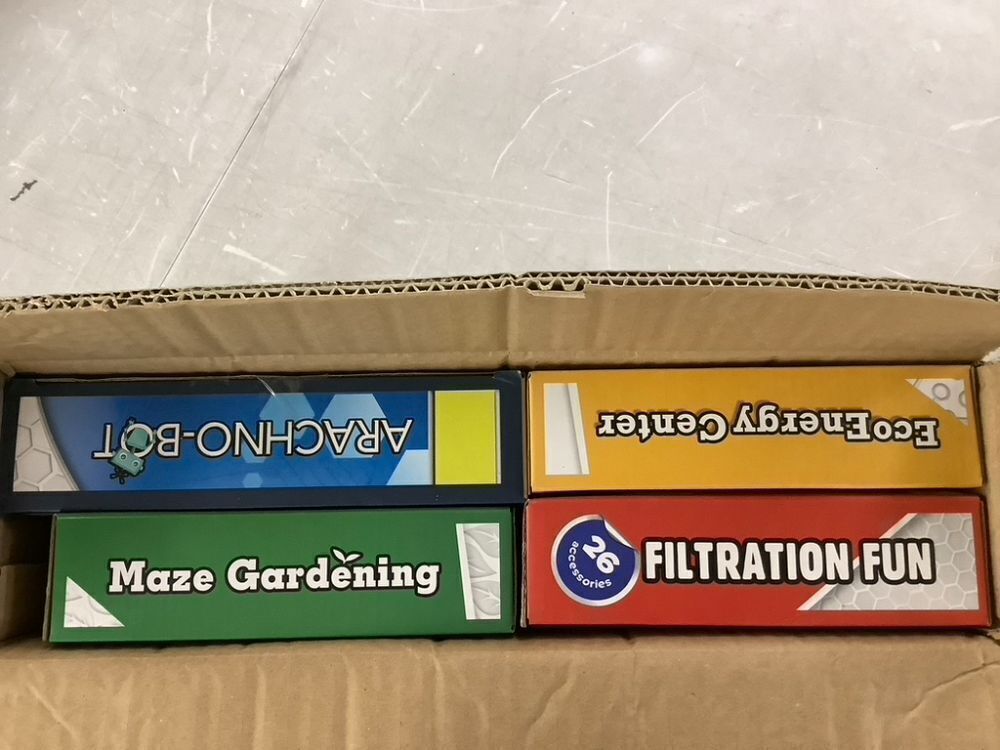 ARACHNO-BOT
EcoEnergy Center
Maze Gardening
26
accessories
FILTRATION FUN